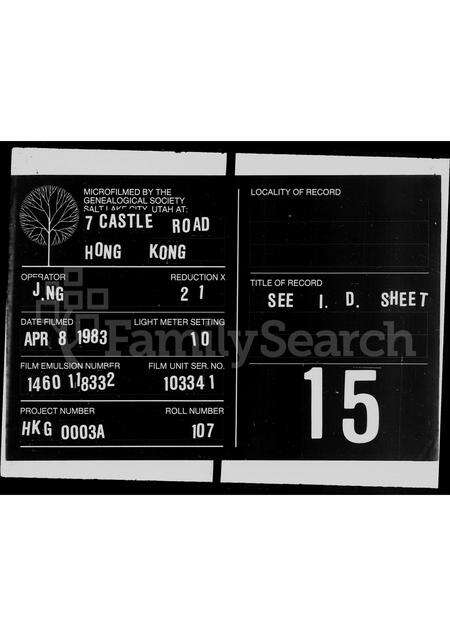 MICROFILMED BY THE
GENEALOGICAL SOCIETY
SALT LAKE CITY, UTAH AT:
7 CASTLE ROAD
HONG KONG
OPERATOR
REDUCTION X
J.NG
21
DATE FILMED
LIGHT METER SETTING
APR 8 1983
10
FILM EMULSION NUMBER
FILM UNIT SER. NO.
1460 118332
103341
PROJECT NUMBER
ROLL NUMBER
HKG 0003A
107
LOCALITY OF RECORD
TITLE OF RECORD
SEE I. D. SHEET
15
FamilySearch